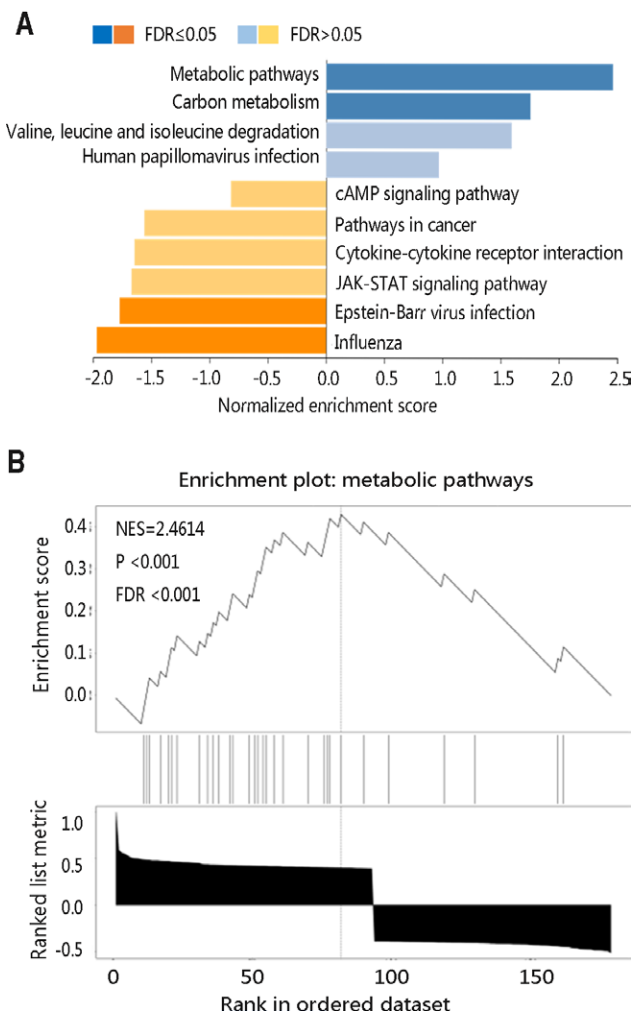 A
FDR≤0.05 FDR>0.05
Metabolic pathways
Carbon metabolism
Valine, leucine and isoleucine degradation
Human papillomavirus infection
cAMP signaling pathway
Pathways in cancer
Cytokine-cytokine receptor interaction
JAK-STAT signaling pathway
Epstein-Barr virus infection
Influenza
-2.0 -1.5 -1.0 -0.5 0.0 0.5 1.0 1.5 2.0 2.5
Normalized enrichment score
B
Enrichment plot: metabolic pathways
Enrichment score
0.4
0.3
0.2
0.1
0.0
NES=2.4614
P <0.001
FDR <0.001
Ranked list metric
1.0
0.5
0.0
-0.5
0 50 100 150
Rank in ordered dataset